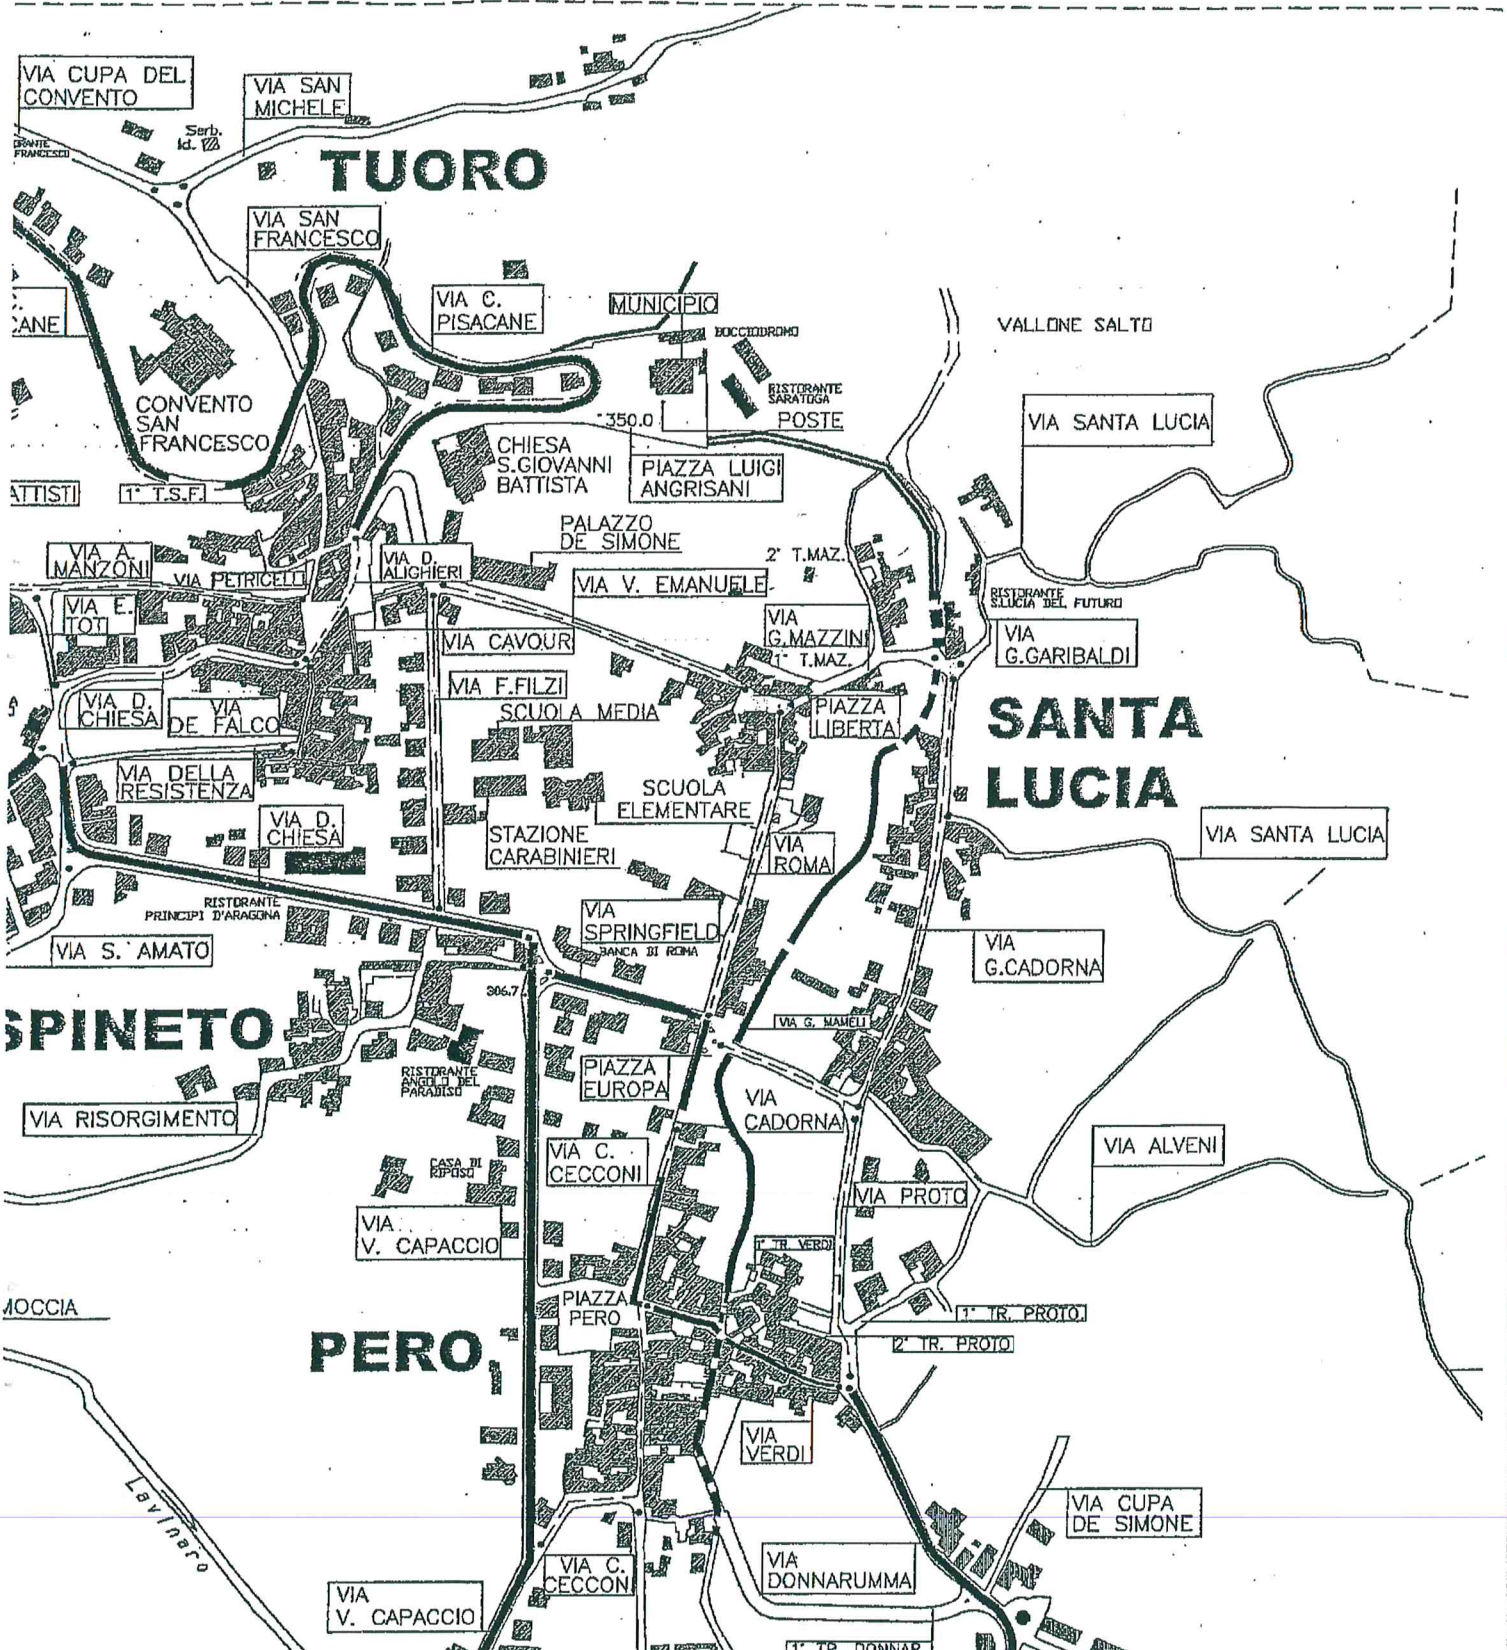 VIA CUPA DEL
CONVENTO
VIA SAN
MICHELE
Serb.
Id.
FRANCESCO
TUORO
VIA SAN
FRANCESCO
CANE
VIA C.
PISACANE
MUNICIPIO
BOCCIODROMO
VALLONE SALTO
RISTORANTE
SARATOGA
POSTE
350.0
CONVENTO
SAN
FRANCESCO
VIA SANTA LUCIA
CHIESA
S.GIOVANNI
BATTISTA
PIAZZA LUIGI
ANGRISANI
ATTISTI
1° T.S.F.
PALAZZO
DE SIMONE
VIA A.
MANZONI
VIA PETRICELLI
VIA D.
ALIGHIERI
VIA V. EMANUELE
2° T.MAZ.
RISTORANTE
S.LUCIA DEL FUTURO
VIA E.
TOTI
VIA CAVOUR
VIA
G.MAZZINI
1° T.MAZ.
VIA
G.GARIBALDI
VIA D.
CHIESA
VIA
DE FALCO
VIA F.FILZI
SCUOLA MEDIA
PIAZZA
LIBERTA
SANTA
LUCIA
VIA DELLA
RESISTENZA
SCUOLA
ELEMENTARE
VIA D.
CHIESA
STAZIONE
CARABINIERI
VIA
ROMA
VIA SANTA LUCIA
RISTORANTE
PRINCIPI D'ARAGONA
VIA
SPRINGFIELD
BANCA DI ROMA
VIA S. AMATO
VIA
G.CADORNA
306.7
SPINETO
VIA G. MAMELI
RISTORANTE
ANGOLO DEL
PARADISO
PIAZZA
EUROPA
VIA
CADORNA
VIA RISORGIMENTO
VIA ALVENI
CASA DI
RIPOSO
VIA C.
CECCONI
VIA PROTO
VIA
V. CAPACCIO
1° TR. VERDI
MOCCIA
PIAZZA
PERO
1° TR. PROTO.
2° TR. PROTO
PERO
VIA
VERDI
Lavinaro
VIA CUPA
DE SIMONE
VIA C.
CECCONI
VIA
DONNARUMMA
VIA
V. CAPACCIO
1° TR. DONNAR